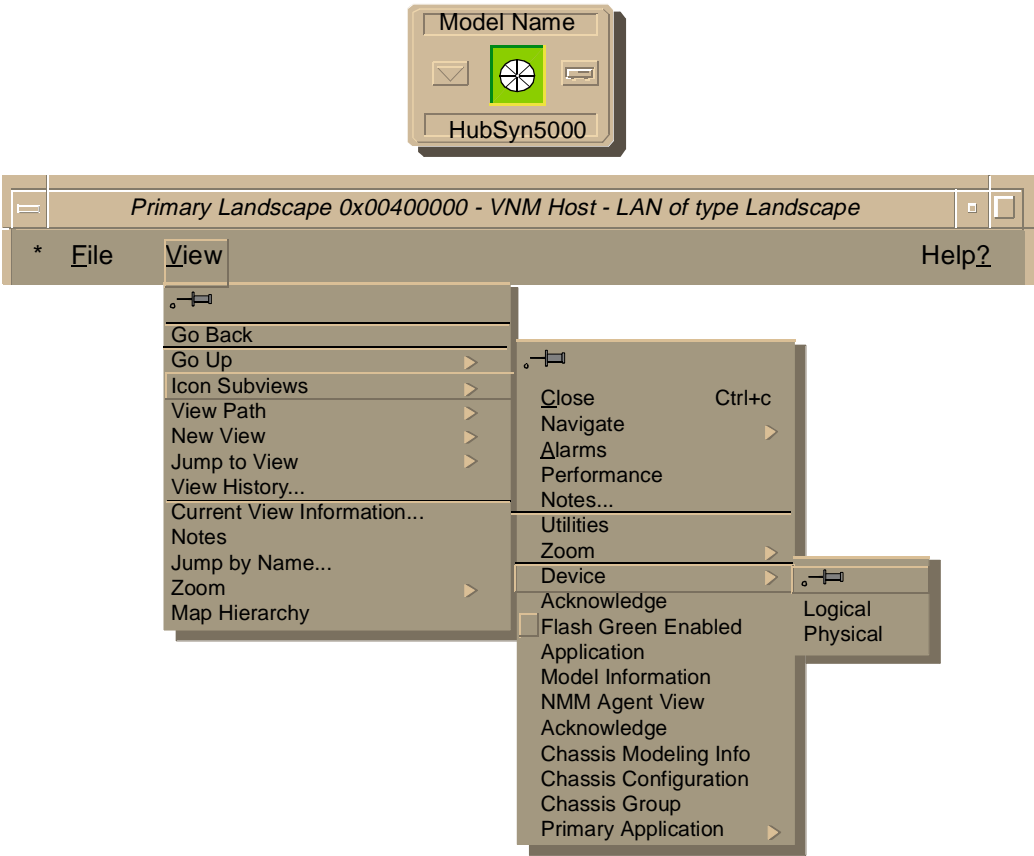 Model Name
HubSyn5000
Primary Landscape 0x00400000 - VNM Host - LAN of type Landscape
* File View Help?
Go Back
Go Up
Icon Subviews
View Path
New View
Jump to View
View History...
Current View Information...
Notes
Jump by Name...
Zoom
Map Hierarchy
Close Ctrl+c
Navigate
Alarms
Performance
Notes...
Utilities
Zoom
Device
Acknowledge
Flash Green Enabled
Application
Model Information
NMM Agent View
Acknowledge
Chassis Modeling Info
Chassis Configuration
Chassis Group
Primary Application
Logical
Physical